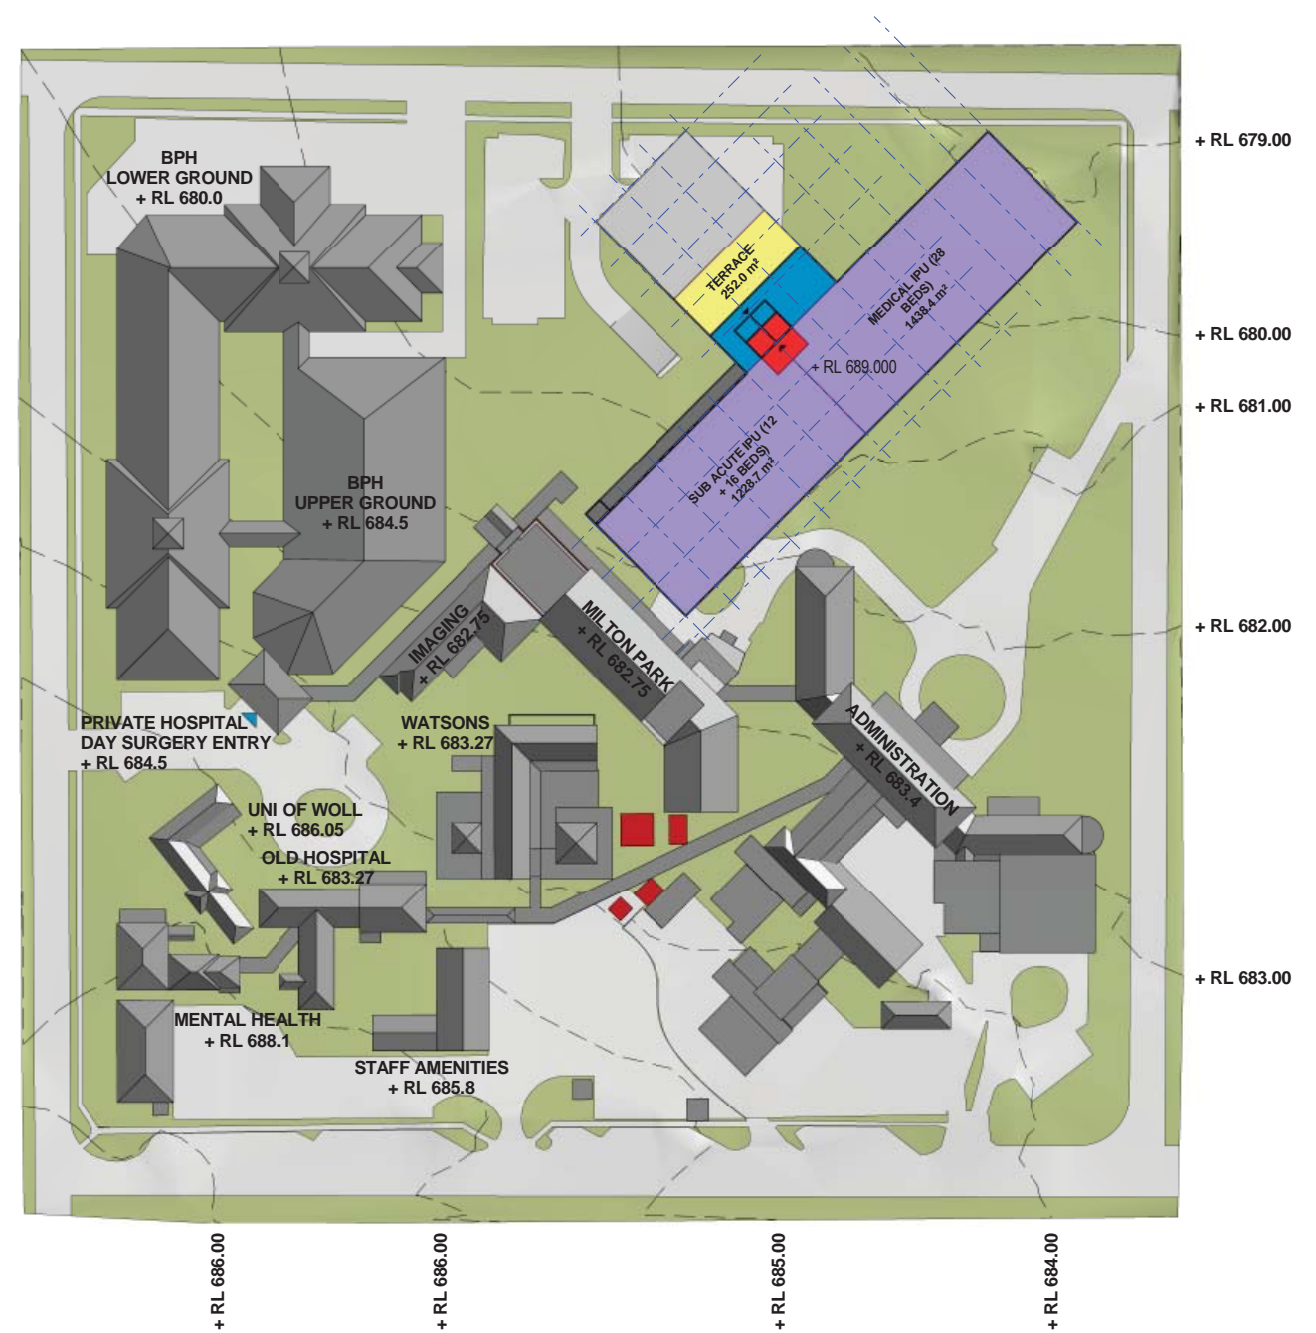 BPH
LOWER GROUND
+ RL 680.0
+ RL 679.00
TERRACE
252.0 m²
MEDICAL IPU (28
BEDS)
1438.4 m²
+ RL 680.00
+ RL 689.000
+ RL 681.00
SUB ACUTE IPU (12
+ 16 BEDS)
1228.7 m²
BPH
UPPER GROUND
+ RL 684.5
IMAGING
+ RL 682.75
MILTON PARK
+ RL 682.75
+ RL 682.00
PRIVATE HOSPITAL
DAY SURGERY ENTRY
+ RL 684.5
WATSONS
+ RL 683.27
ADMINISTRATION
+ RL 683.4
UNI OF WOLL
+ RL 686.05
OLD HOSPITAL
+ RL 683.27
+ RL 683.00
MENTAL HEALTH
+ RL 688.1
STAFF AMENITIES
+ RL 685.8
+ RL 686.00
+ RL 686.00
+ RL 685.00
+ RL 684.00